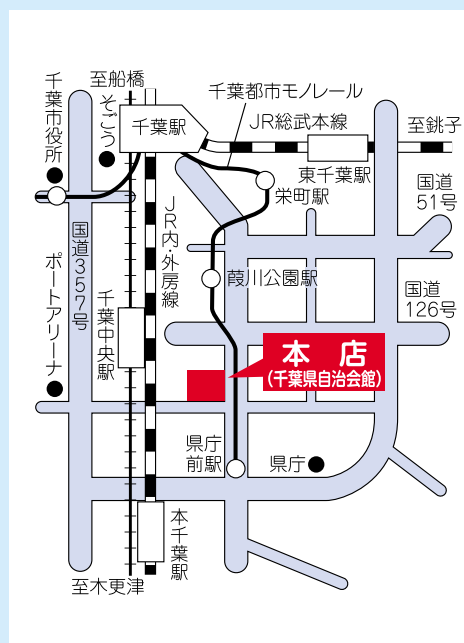 至船橋
千葉市役所
そごう
千葉駅
千葉都市モノレール
JR総武本線
至銚子
東千葉駅
栄町駅
国道
51号
JR内・外房線
国道357号
葭川公園駅
国道
126号
ポートアリーナ
千葉中央駅
本店
(千葉県自治会館)
県庁
前駅
県庁
本千葉駅
至木更津